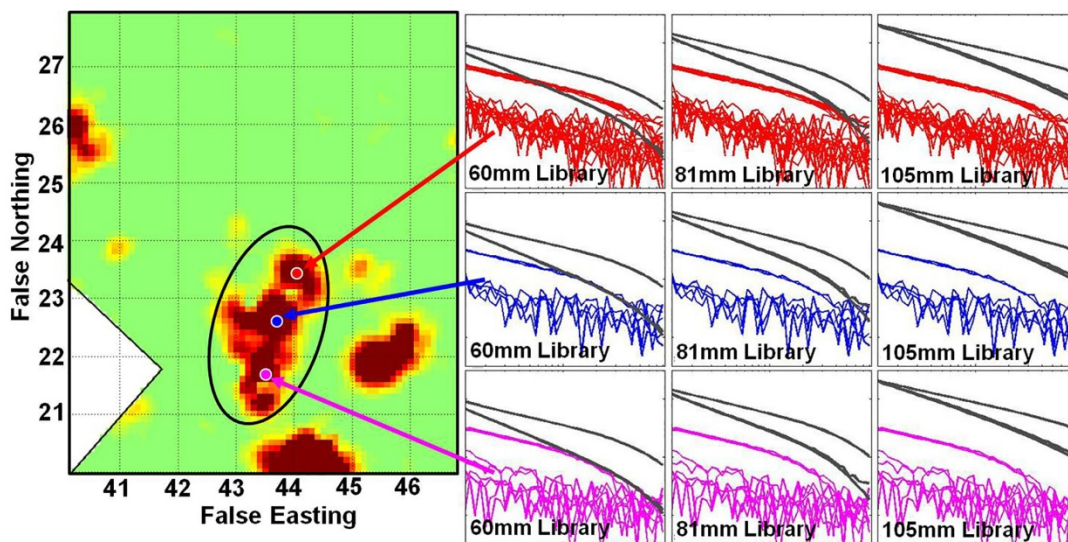 27
26
25
24
23
22
21
False Northing
41 42 43 44 45 46
False Easting
60mm Library
81mm Library
105mm Library
60mm Library
81mm Library
105mm Library
60mm Library
81mm Library
105mm Library